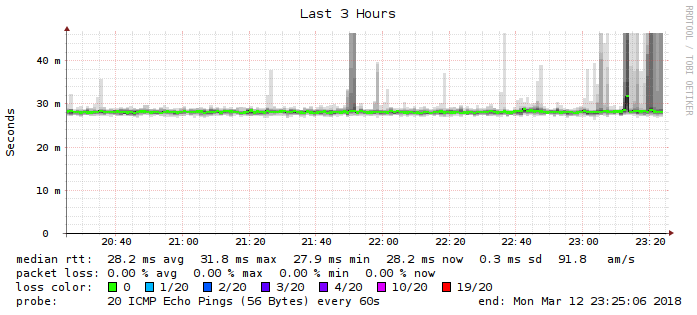 Last 3 Hours
RRDTOOL / TOBI OETIKER
Seconds
40 m
30 m
20 m
10 m
0
20:40 21:00 21:20 21:40 22:00 22:20 22:40 23:00 23:20
median rtt: 28.2 ms avg 31.8 ms max 27.9 ms min 28.2 ms now 0.3 ms sd 91.8 am/s
packet loss: 0.00 % avg 0.00 % max 0.00 % min 0.00 % now
loss color: 0 1/20 2/20 3/20 4/20 10/20 19/20
probe: 20 ICMP Echo Pings (56 Bytes) every 60s end: Mon Mar 12 23:25:06 2018